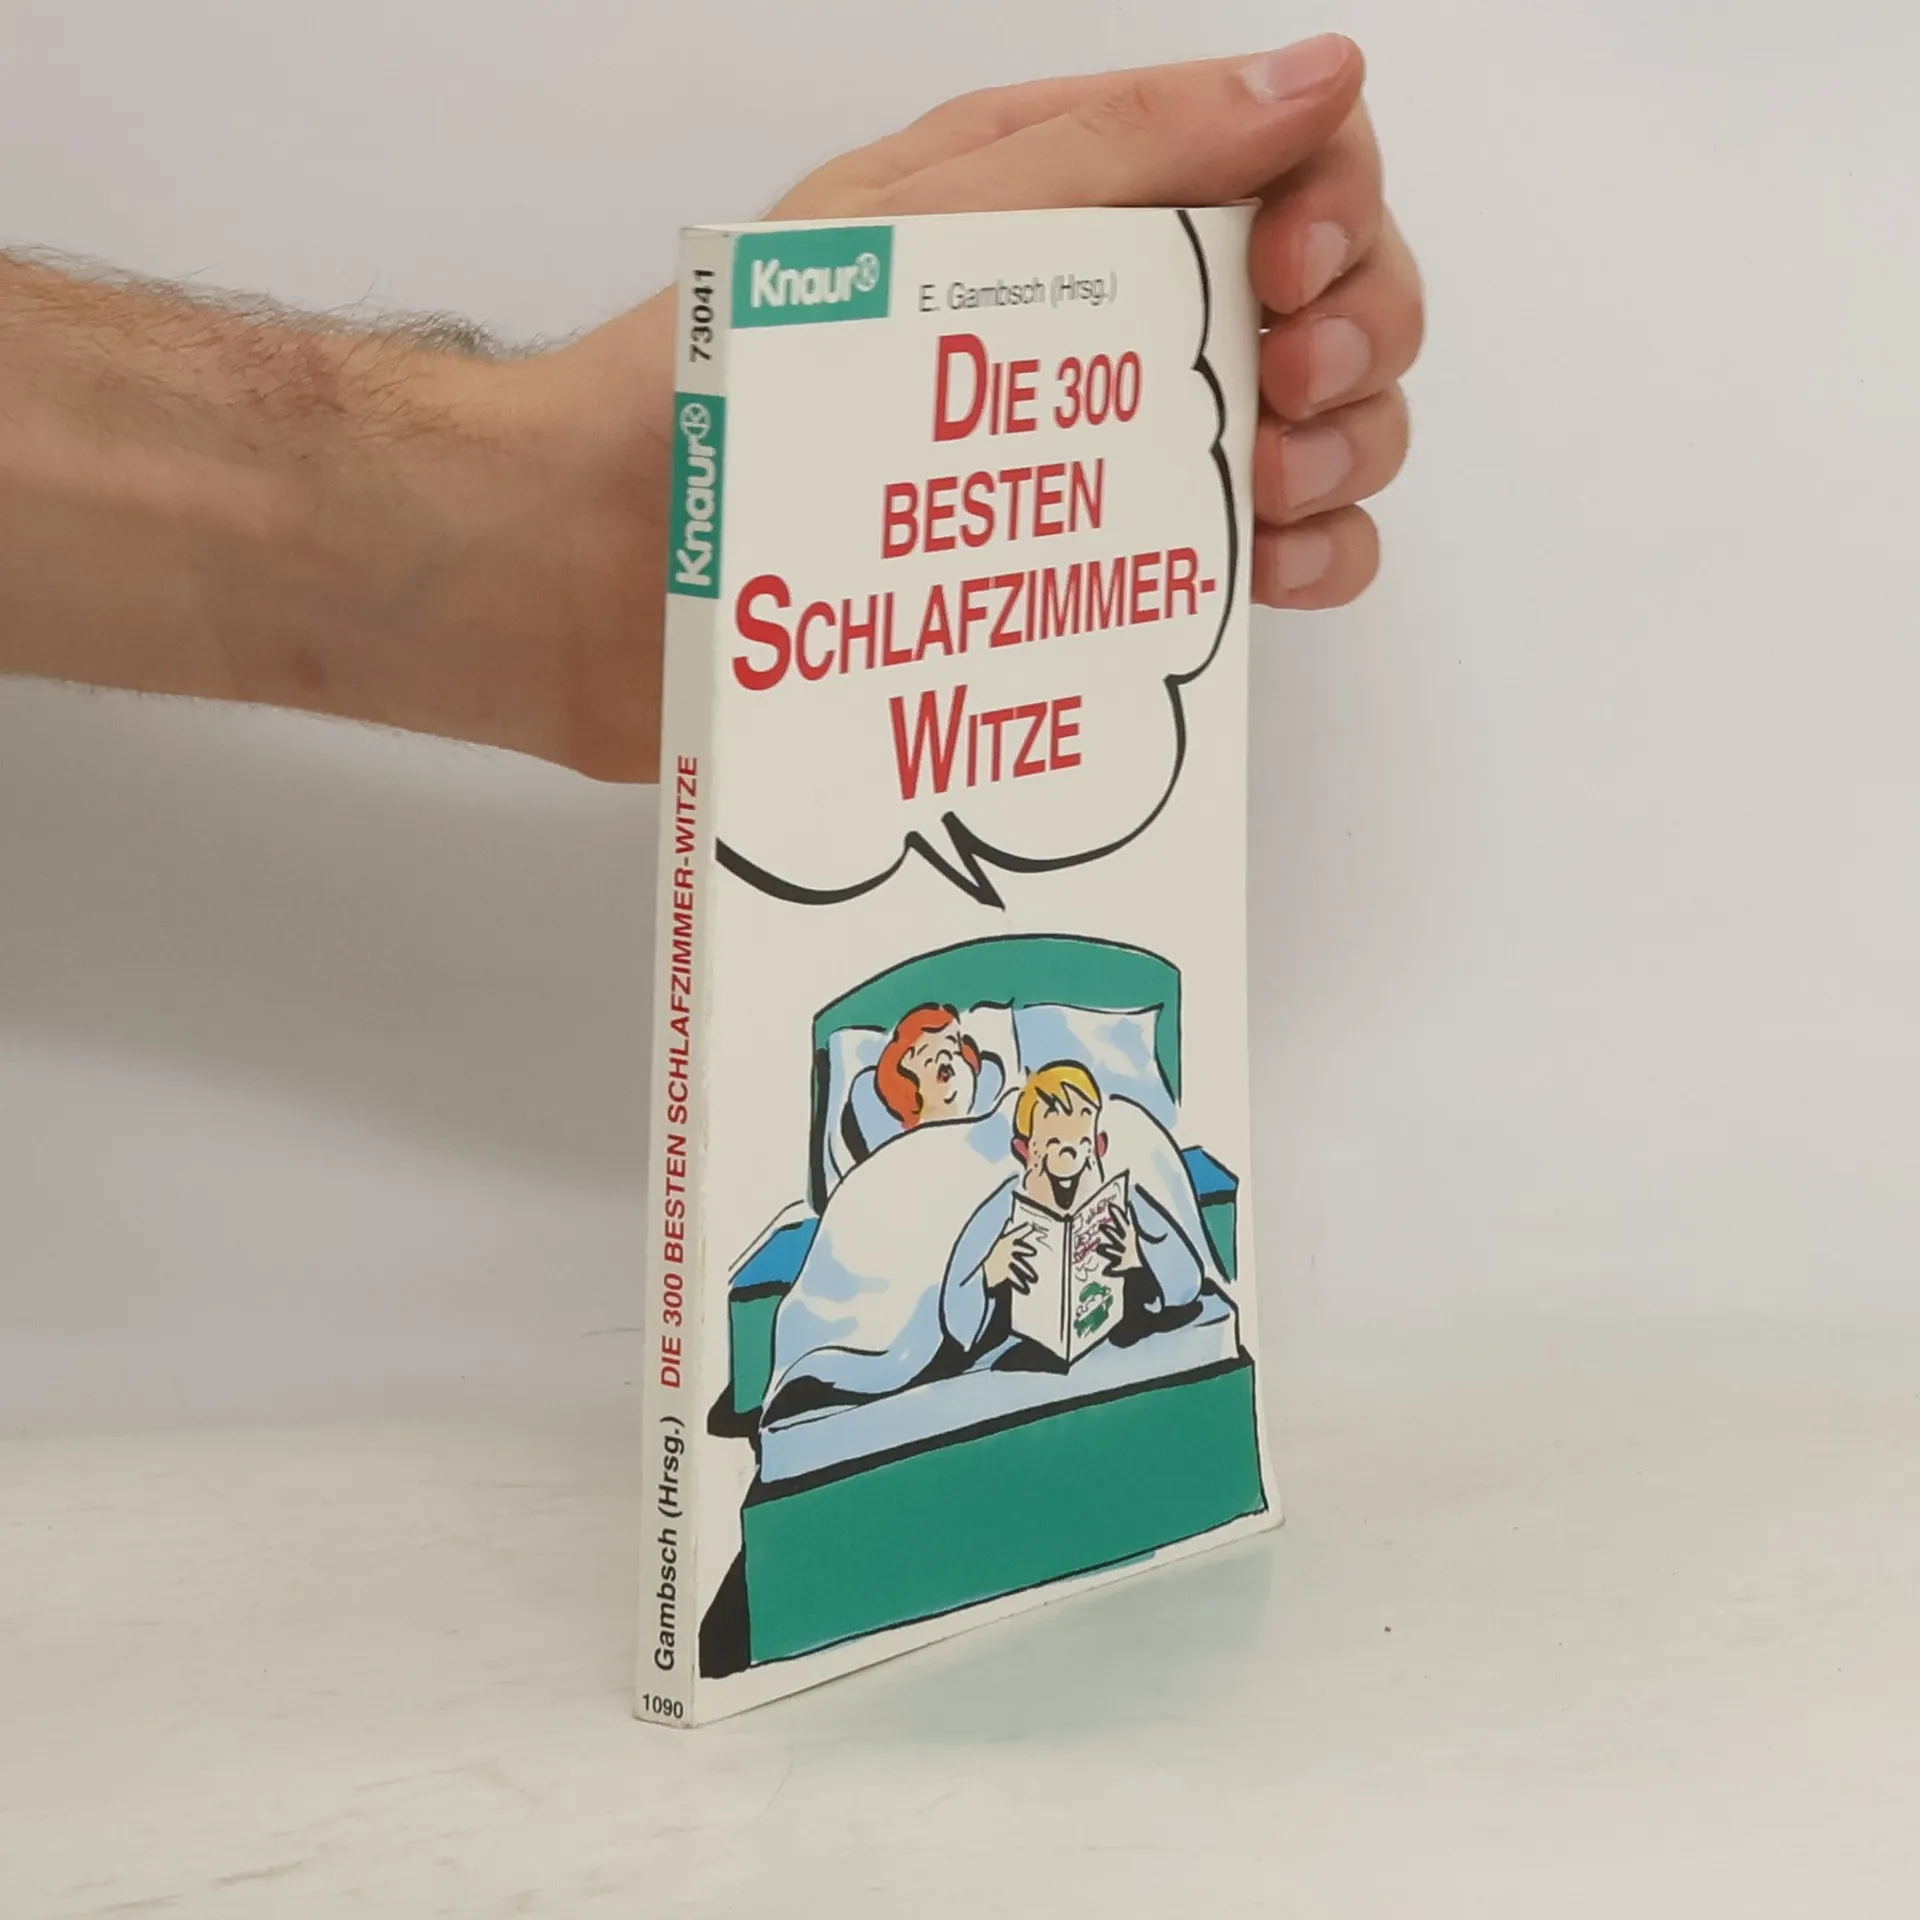 Knaur®
E. Gambsch (Hrsg.)
DIE 300
BESTEN
SCHLAFZIMMER-
WITZE
73041
Knaur®
DIE 300 BESTEN SCHLAFZIMMER-WITZE
Gambsch (Hrsg.)
1090